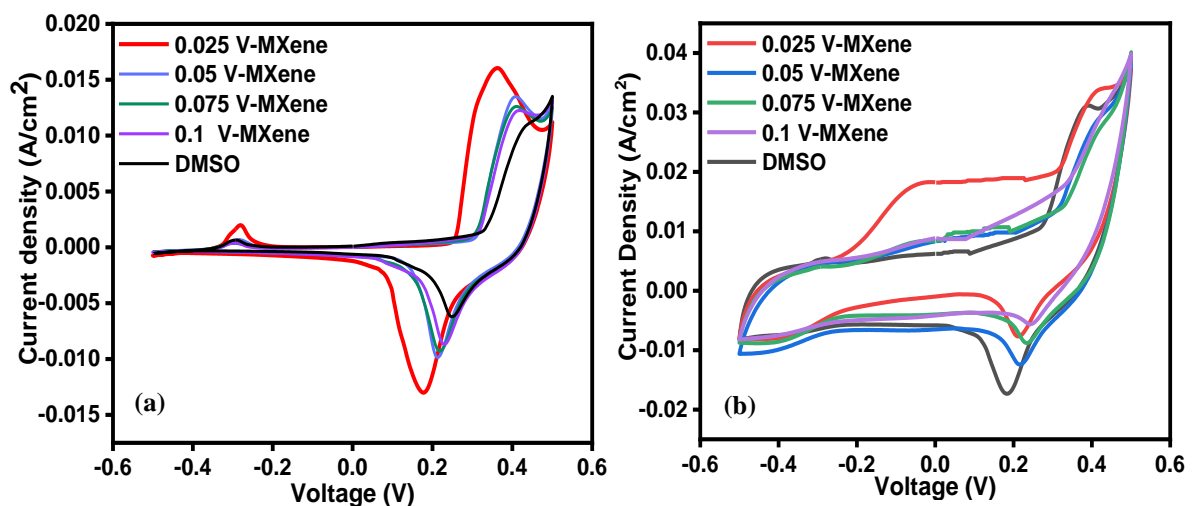 0.020
0.015
0.010
0.005
0.000
-0.005
-0.010
-0.015
Current density (A/cm²)
0.025 V-MXene
0.05 V-MXene
0.075 V-MXene
0.1 V-MXene
DMSO
(a)
-0.6 -0.4 -0.2 0.0 0.2 0.4 0.6
Voltage (V)
0.04
0.03
0.02
0.01
0.00
-0.01
-0.02
Current Density (A/cm²)
0.025 V-MXene
0.05 V-MXene
0.075 V-MXene
0.1 V-MXene
DMSO
(b)
-0.6 -0.4 -0.2 0.0 0.2 0.4 0.6
Voltage (V)